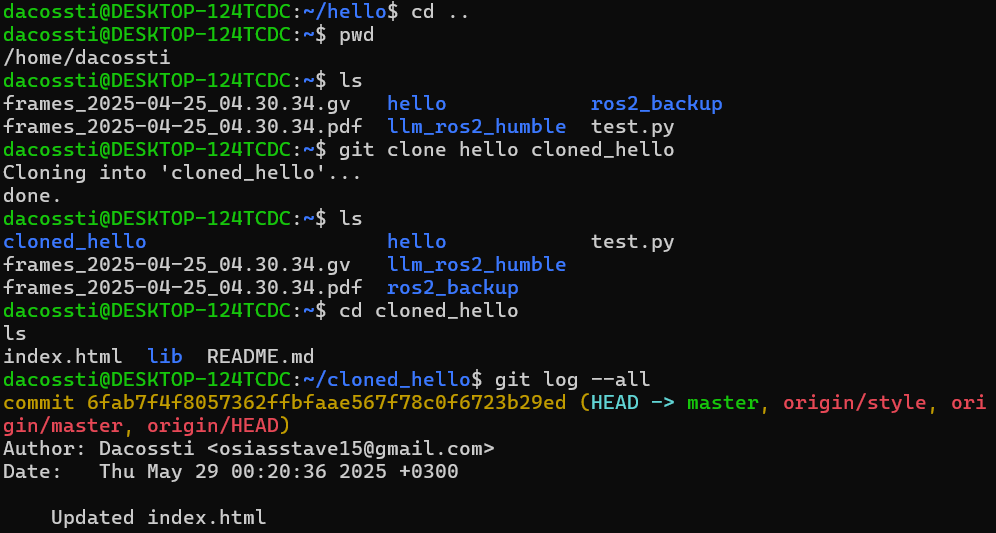 dacossti@DESKTOP-124TCDC:~/hello$ cd ..
dacossti@DESKTOP-124TCDC:~$ pwd
/home/dacossti
dacossti@DESKTOP-124TCDC:~$ ls
frames_2025-04-25_04.30.34.gv   hello            ros2_backup
frames_2025-04-25_04.30.34.pdf  llm_ros2_humble  test.py
dacossti@DESKTOP-124TCDC:~$ git clone hello cloned_hello
Cloning into 'cloned_hello'...
done.
dacossti@DESKTOP-124TCDC:~$ ls
cloned_hello                    hello            test.py
frames_2025-04-25_04.30.34.gv   llm_ros2_humble
frames_2025-04-25_04.30.34.pdf  ros2_backup
dacossti@DESKTOP-124TCDC:~$ cd cloned_hello
ls
index.html  lib  README.md
dacossti@DESKTOP-124TCDC:~/cloned_hello$ git log --all
commit 6fab7f4f8057362ffbfaae567f78c0f6723b29ed (HEAD -> master, origin/style, ori
gin/master, origin/HEAD)
Author: Dacossti <osiasstave15@gmail.com>
Date:   Thu May 29 00:20:36 2025 +0300
    Updated index.html